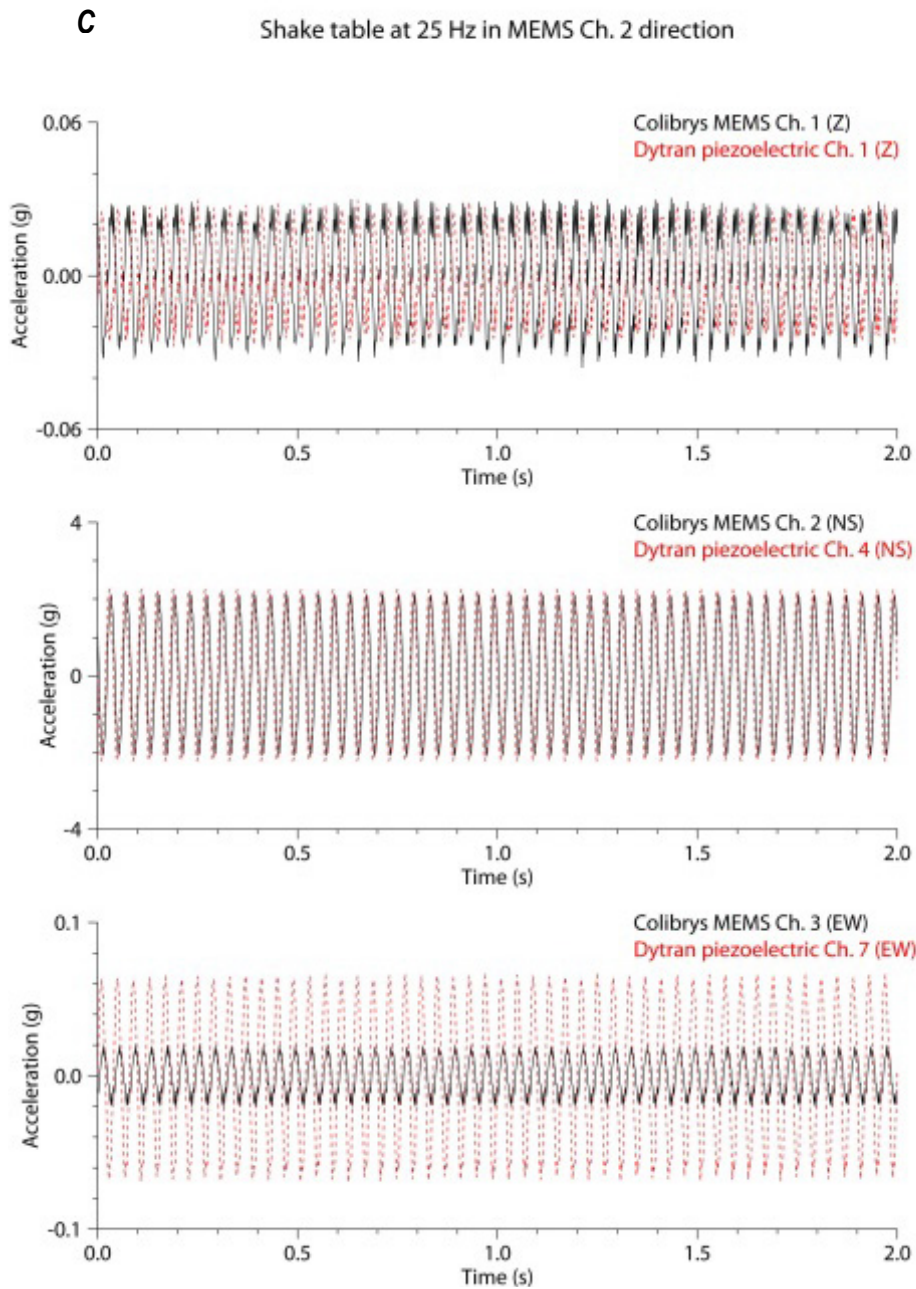 C
Shake table at 25 Hz in MEMS Ch. 2 direction
Colibrys MEMS Ch. 1 (Z)
Dytran piezoelectric Ch. 1 (Z)
Acceleration (g)
0.06
0.00
-0.06
0.0 0.5 1.0 1.5 2.0
Time (s)
Colibrys MEMS Ch. 2 (NS)
Dytran piezoelectric Ch. 4 (NS)
Acceleration (g)
4
0
-4
0.0 0.5 1.0 1.5 2.0
Time (s)
Colibrys MEMS Ch. 3 (EW)
Dytran piezoelectric Ch. 7 (EW)
Acceleration (g)
0.1
0.0
-0.1
0.0 0.5 1.0 1.5 2.0
Time (s)